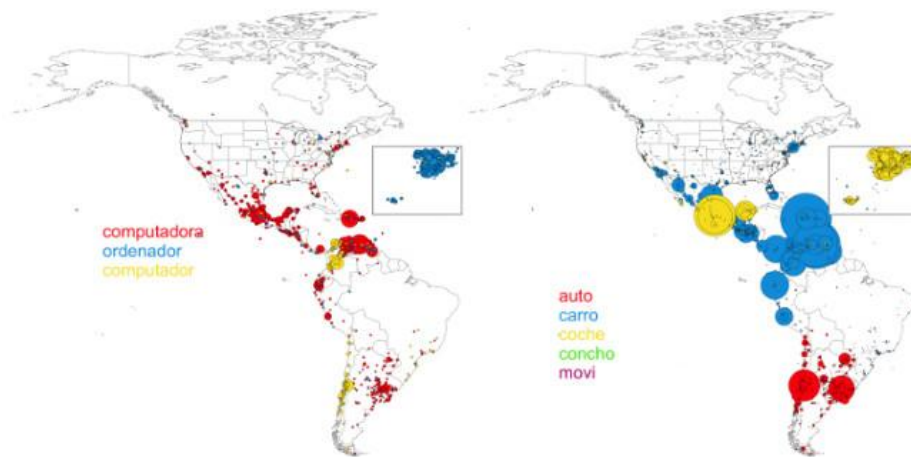 computadora
ordenador
computador
auto
carro
coche
concho
movi